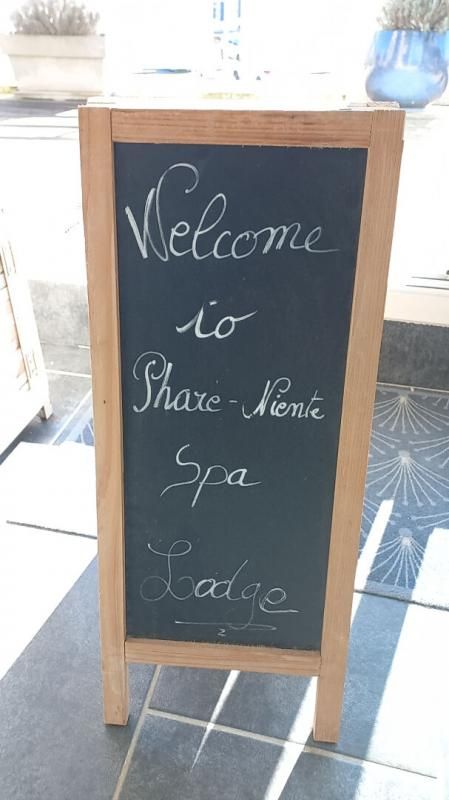 Welcome
to
Phare-Niente
Spa
Lodge